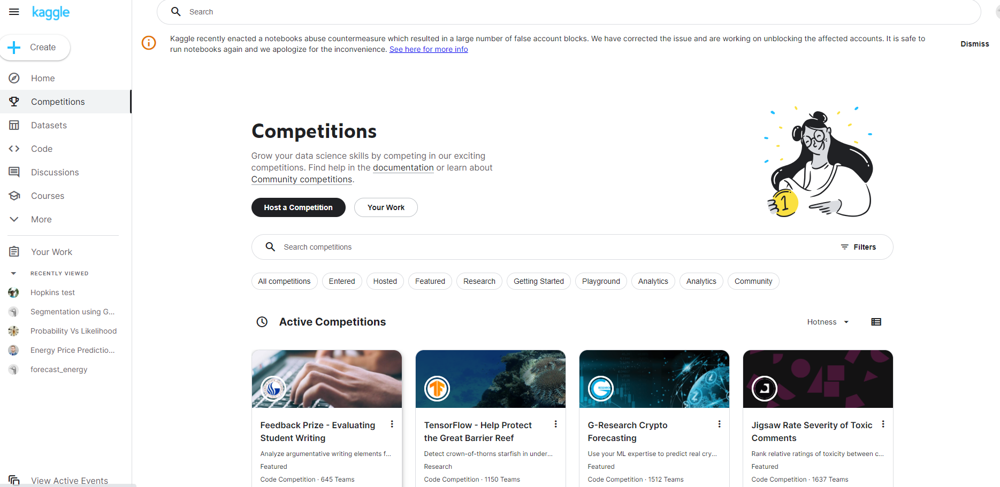 kaggle
Search
Kaggle recently enacted a notebooks abuse countermeasure which resulted in a large number of false account blocks. We have corrected the issue and are working on unblocking the affected accounts. It is safe to
run notebooks again and we apologize for the inconvenience. See here for more info
Dismiss
Create
Home
Competitions
Datasets
Code
Discussions
Courses
More
Your Work
RECENTLY VIEWED
Hopkins test
Segmentation using G...
Probability Vs Likelihood
Energy Price Predictio...
forecast_energy
View Active Events
Competitions
Grow your data science skills by competing in our exciting
competitions. Find help in the documentation or learn about
Community competitions.
Host a Competition
Your Work
1
Search competitions
Filters
All competitions
Entered
Hosted
Featured
Research
Getting Started
Playground
Analytics
Analytics
Community
Active Competitions
Hotness
Feedback Prize - Evaluating
Student Writing
Analyze argumentative writing elements f...
Featured
Code Competition · 645 Teams
TensorFlow - Help Protect
the Great Barrier Reef
Detect crown-of-thorns starfish in under...
Research
Code Competition · 1150 Teams
G-RESEARCH
G-Research Crypto
Forecasting
Use your ML expertise to predict real cry...
Featured
Code Competition · 1512 Teams
Jigsaw Rate Severity of Toxic
Comments
Rank relative ratings of toxicity between c...
Featured
Code Competition · 1637 Teams